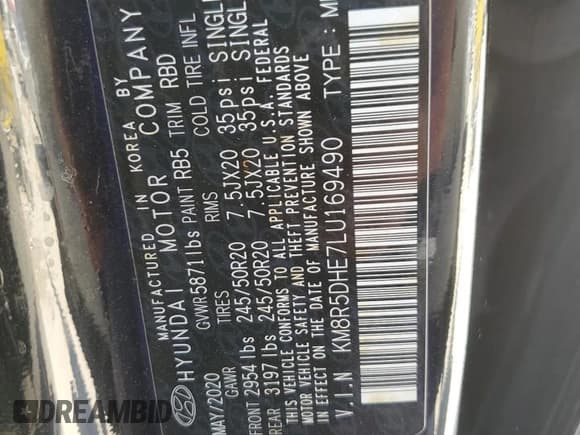 MANUFACTURED IN KOREA BY
HYUNDAI MOTOR COMPANY
MAY/2020 GVWR5871lbs PAINT RB5 TRIM RBD
GAWR TIRES RIMS COLD TIRE INFL
FRONT 2954 lbs 245/50R20 7.5JX20 35psi SINGLE
REAR 3197 lbs 245/50R20 7.5JX20 35psi SINGL
THIS VEHICLE CONFORMS TO ALL APPLICABLE U.S.A. FEDERAL
MOTOR VEHICLE SAFETY AND THEFT PREVENTION STANDARDS
IN EFFECT ON THE DATE OF MANUFACTURE SHOWN ABOVE
V.I.N KM8R5DHE7LU169490 TYPE:
DREAMBID